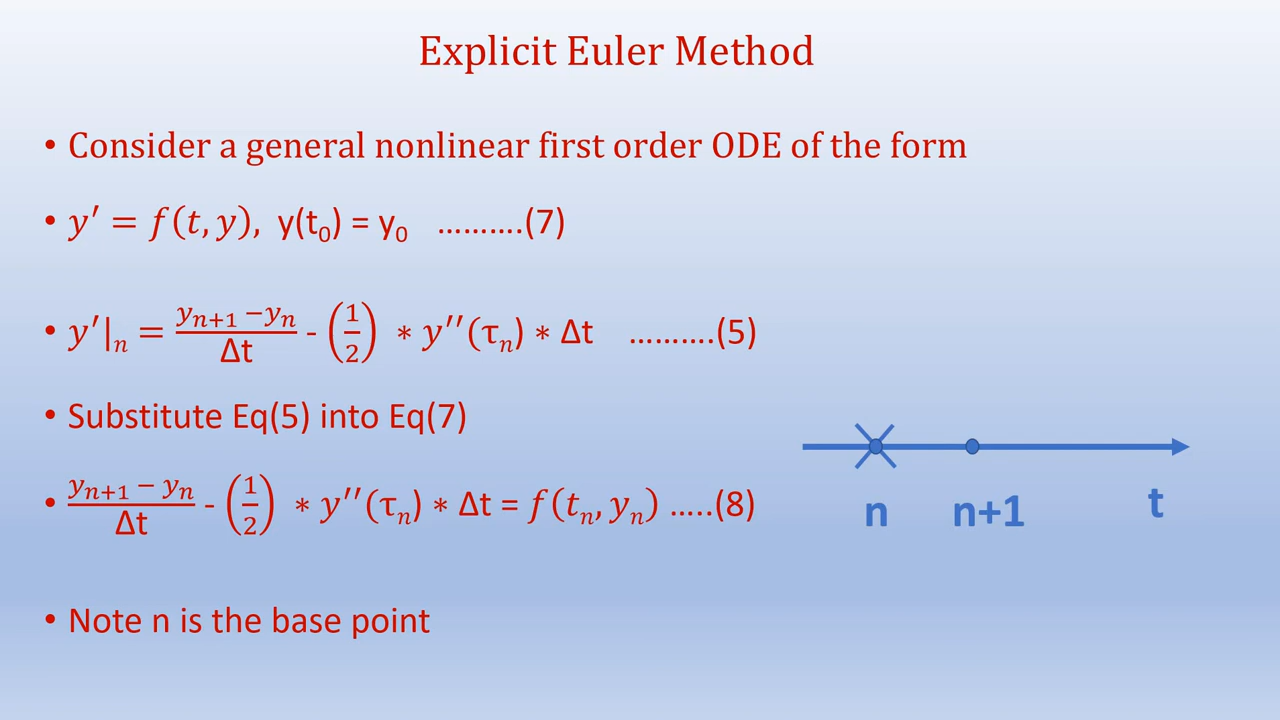 Explicit Euler Method
• Consider a general nonlinear first order ODE of the form
• y′ = f(t, y), y(t₀) = y₀ ……….(7)
• y′|ₙ = (yₙ₊₁ − yₙ)/Δt - (1/2) ∗ y′′(τₙ) ∗ Δt ……….(5)
• Substitute Eq(5) into Eq(7)
• (yₙ₊₁ − yₙ)/Δt - (1/2) ∗ y′′(τₙ) ∗ Δt = f(tₙ, yₙ) …..(8)
n n+1 t
• Note n is the base point